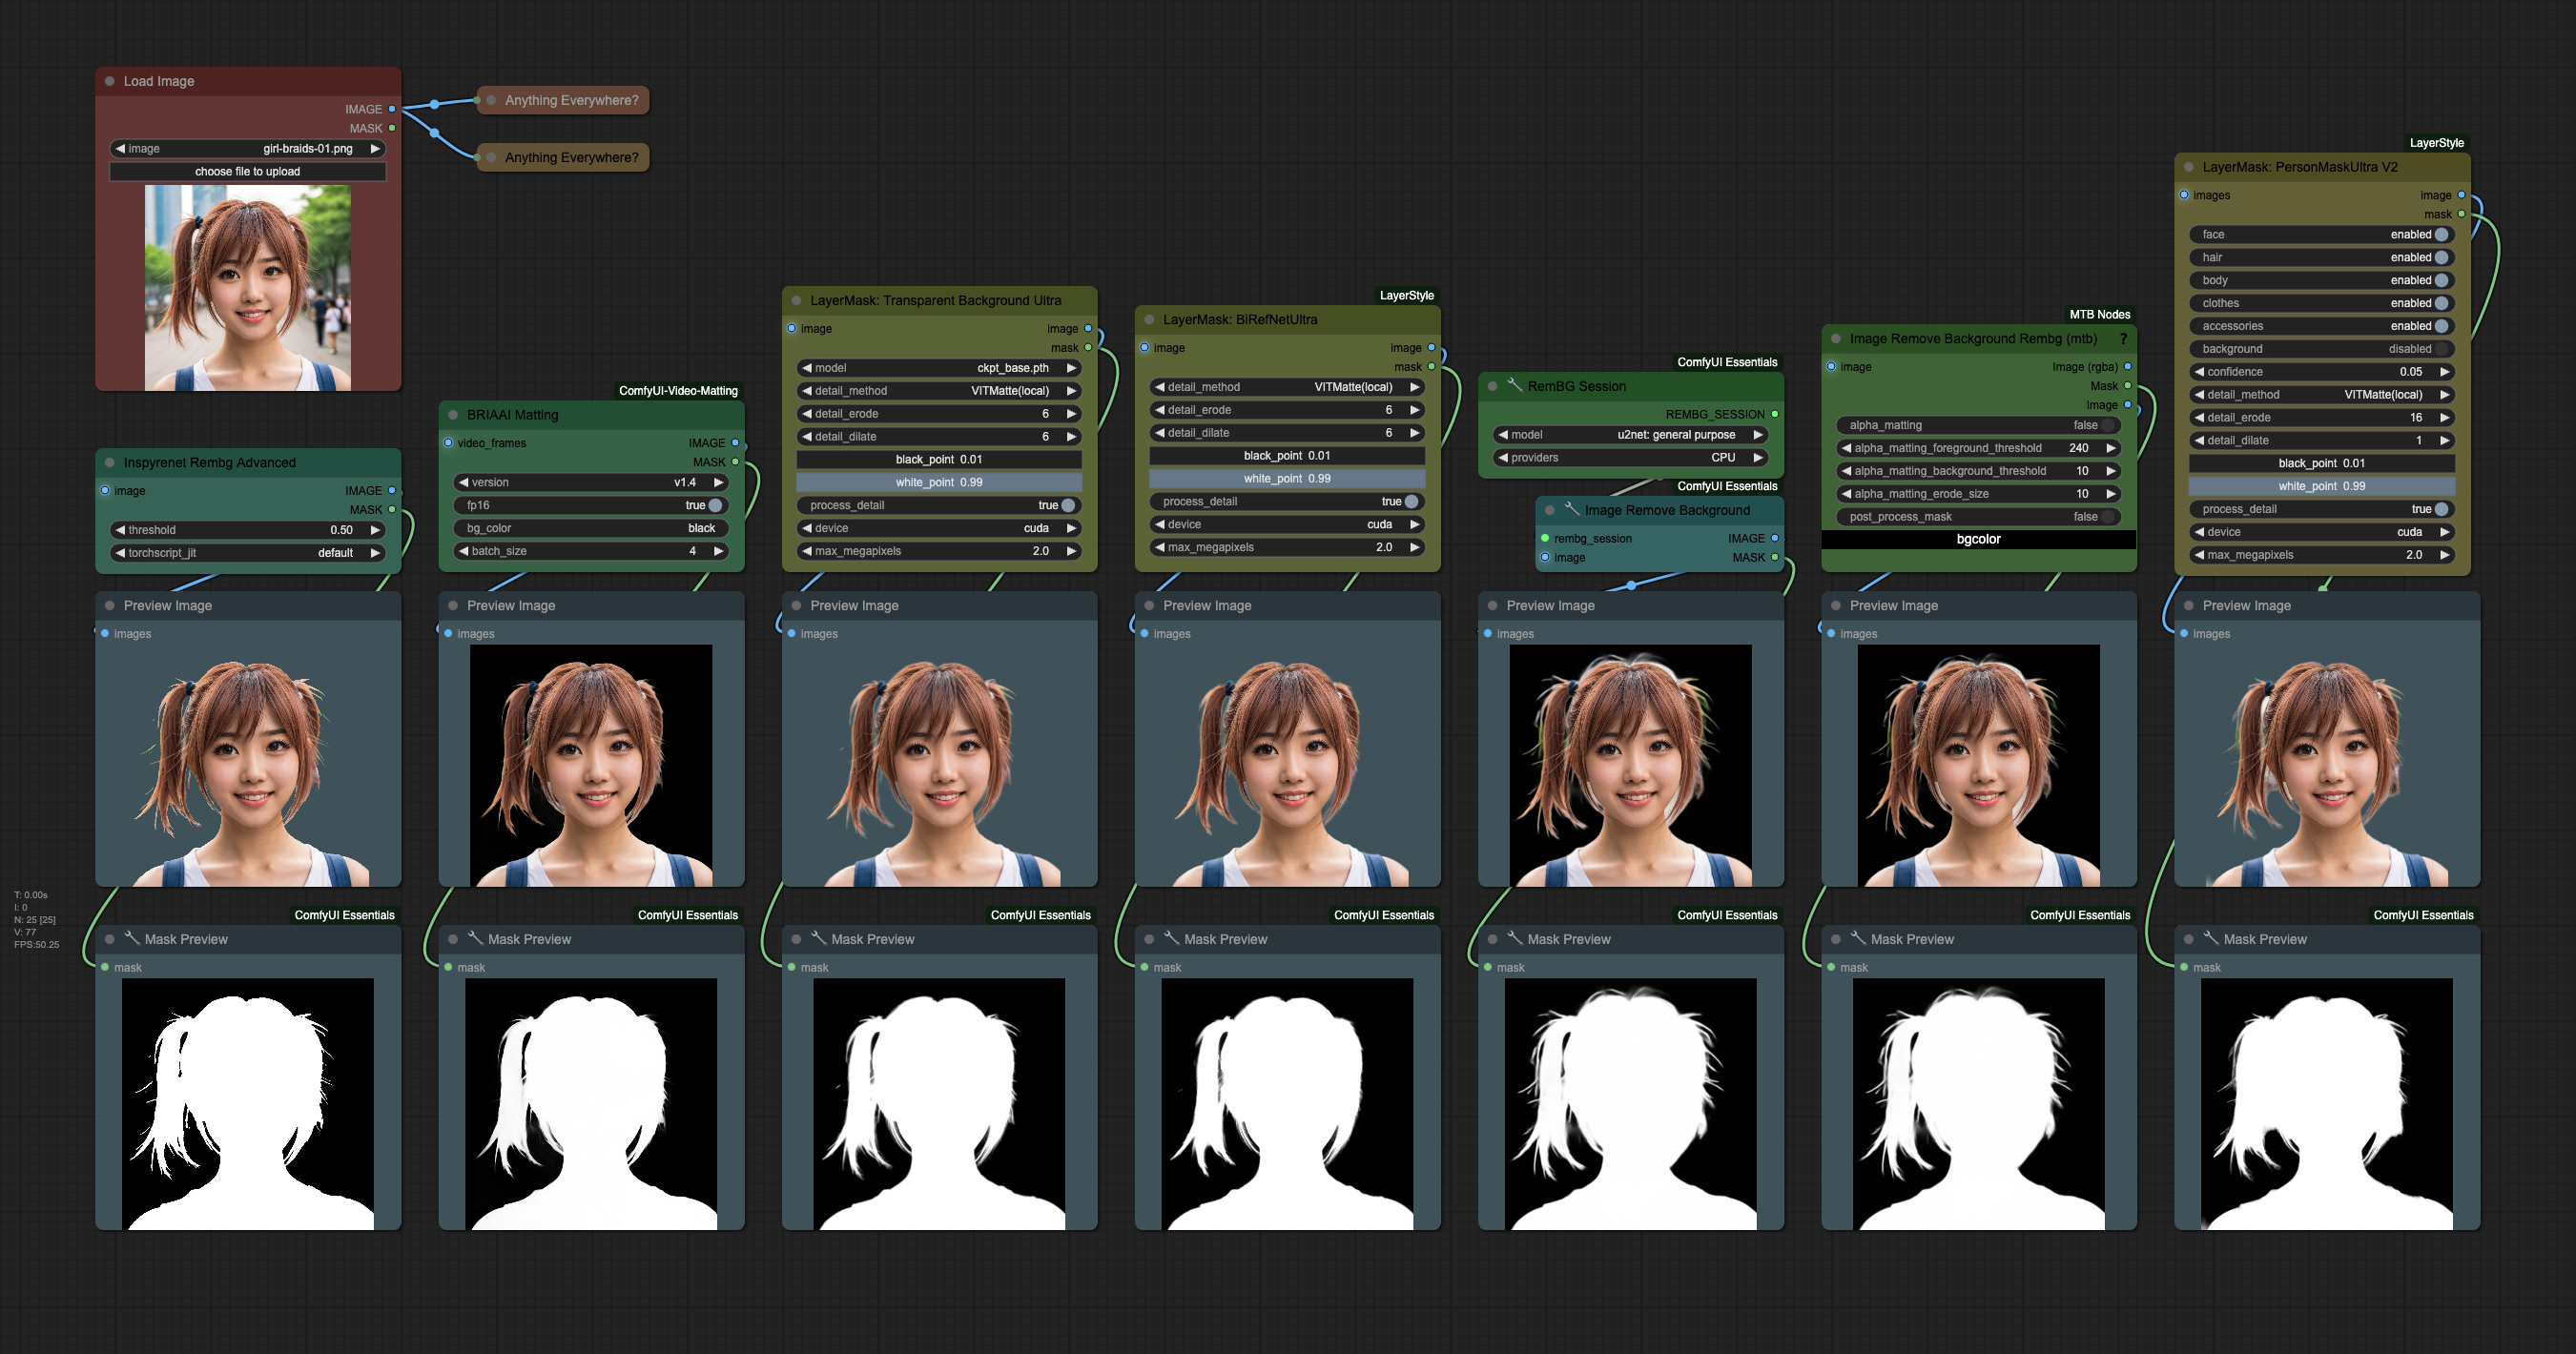 Load Image
IMAGE
MASK
image girl-braids-01.png
choose file to upload
Anything Everywhere?
Anything Everywhere?
Inspyrenet Rembg Advanced
image IMAGE
MASK
threshold 0.50
torchscript_jit default
ComfyUI-Video-Matting
BRIAAI Matting
video_frames IMAGE
MASK
version v1.4
fp16 true
bg_color black
batch_size 4
LayerMask: Transparent Background Ultra
image image
mask
model ckpt_base.pth
detail_method VITMatte(local)
detail_erode 6
detail_dilate 6
black_point 0.01
white_point 0.99
process_detail true
device cuda
max_megapixels 2.0
LayerStyle
LayerMask: BiRefNetUltra
image image
mask
detail_method VITMatte(local)
detail_erode 6
detail_dilate 6
black_point 0.01
white_point 0.99
process_detail true
device cuda
max_megapixels 2.0
ComfyUI Essentials
RemBG Session
REMBG_SESSION
model u2net: general purpose
providers CPU
ComfyUI Essentials
Image Remove Background
rembg_session IMAGE
image MASK
MTB Nodes
Image Remove Background Rembg (mtb) ?
image Image (rgba)
Mask
Image
alpha_matting false
alpha_matting_foreground_threshold 240
alpha_matting_background_threshold 10
alpha_matting_erode_size 10
post_process_mask false
bgcolor
LayerStyle
LayerMask: PersonMaskUltra V2
images image
mask
face enabled
hair enabled
body enabled
clothes enabled
accessories enabled
background disabled
confidence 0.05
detail_method VITMatte(local)
detail_erode 16
detail_dilate 1
black_point 0.01
white_point 0.99
process_detail true
device cuda
max_megapixels 2.0
Preview Image
images
Preview Image
images
Preview Image
images
Preview Image
images
Preview Image
images
Preview Image
images
Preview Image
images
T: 0.00s
I: 0
N: 25 [25]
V: 77
FPS:50.25
ComfyUI Essentials
Mask Preview
mask
ComfyUI Essentials
Mask Preview
mask
ComfyUI Essentials
Mask Preview
mask
ComfyUI Essentials
Mask Preview
mask
ComfyUI Essentials
Mask Preview
mask
ComfyUI Essentials
Mask Preview
mask
ComfyUI Essentials
Mask Preview
mask